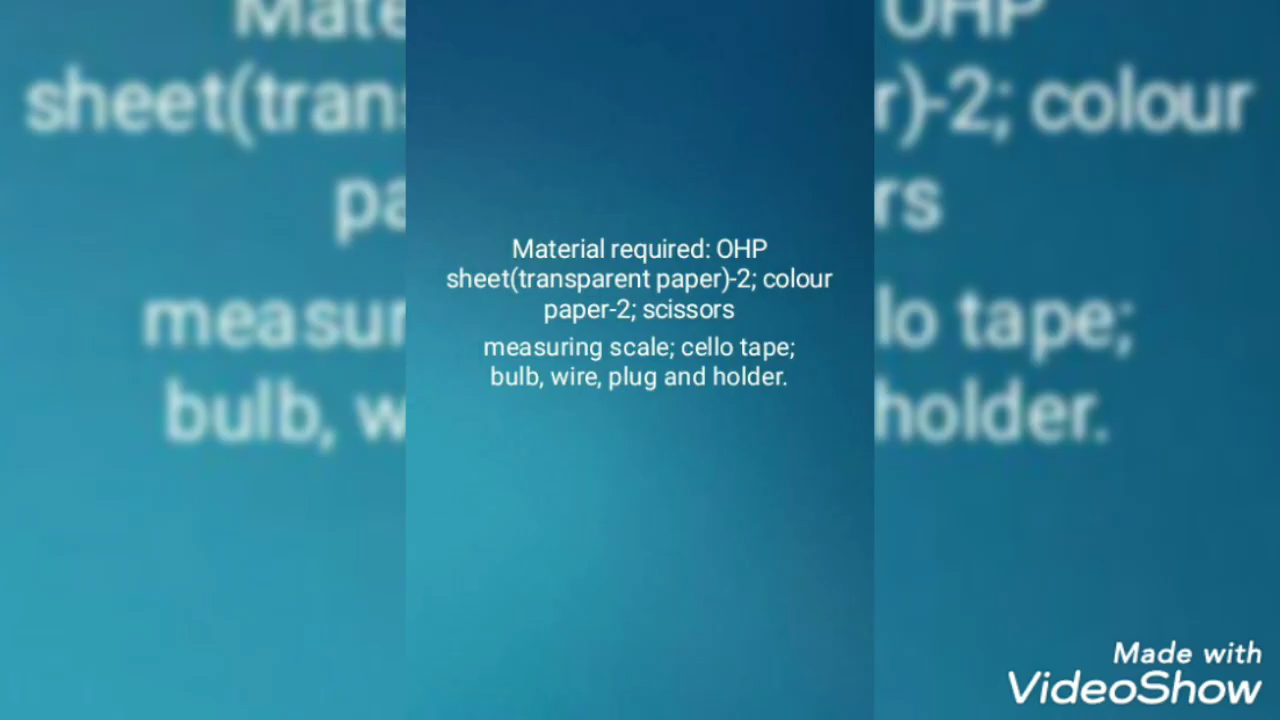 Material required: OHP
sheet(transparent paper)-2; colour
paper-2; scissors
measuring scale; cello tape;
bulb, wire, plug and holder.
Made with
VideoShow